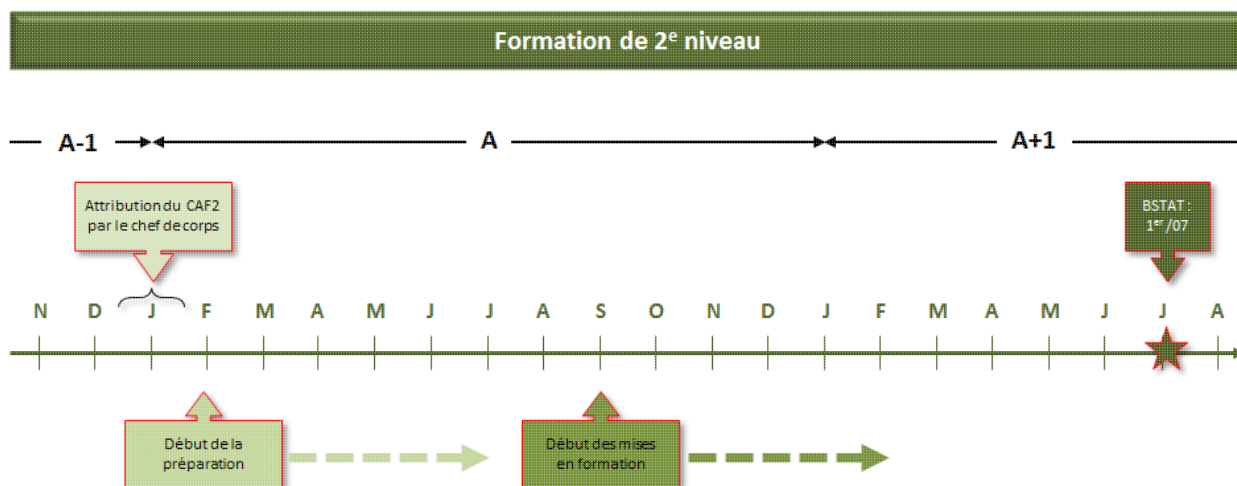 Formation de 2e niveau
A-1 A A+1
Attribution du CAF2
par le chef de corps
BSTAT :
1er/07
N D J F M A M J J A S O N D J F M A M J J A
Début de la
préparation
Début des mises
en formation